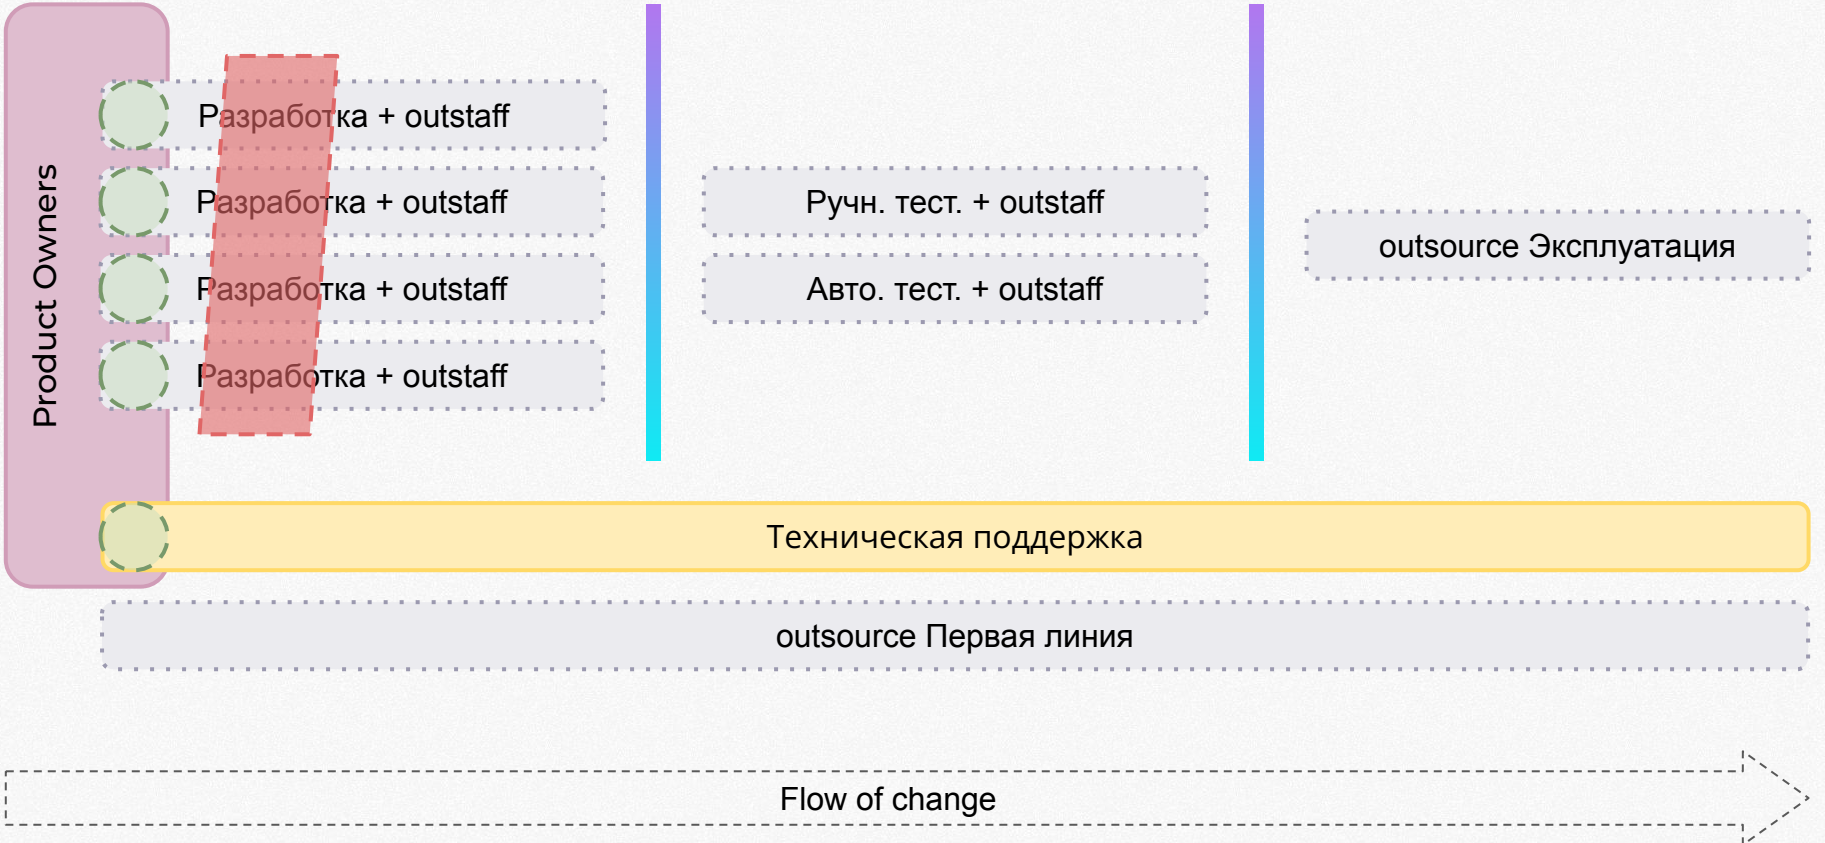 Product Owners
Разработка + outstaff
Разработка + outstaff
Разработка + outstaff
Разработка + outstaff
Ручн. тест. + outstaff
Авто. тест. + outstaff
outsource Эксплуатация
Техническая поддержка
outsource Первая линия
Flow of change